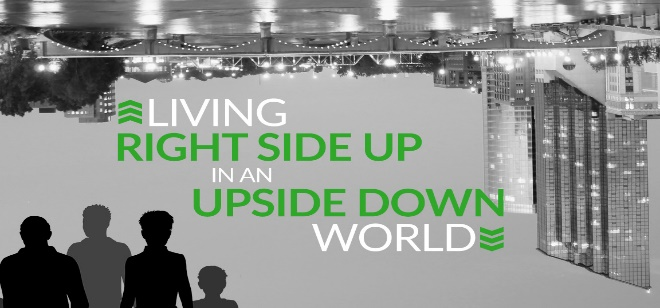 LIVING
RIGHT SIDE UP
IN AN
UPSIDE DOWN
WORLD